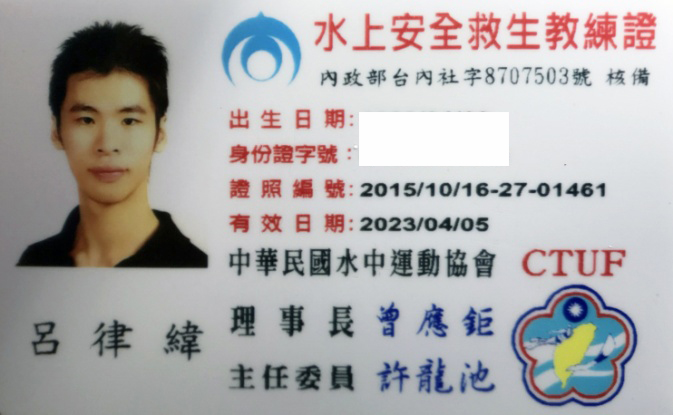 水上安全救生教練證
內政部台內社字8707503號 核備
出生日期:
身份證字號:
證照編號:2015/10/16-27-01461
有效日期:2023/04/05
中華民國水中運動協會 CTUF
呂律緯
理事長 曾應鉅
主任委員 許龍池